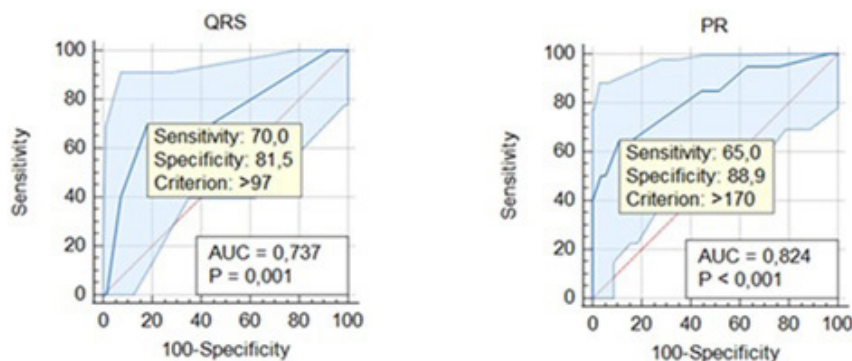 QRS
100
80
60
40
20
0
Sensitivity
Sensitivity: 70,0
Specificity: 81,5
Criterion: >97
AUC = 0,737
P = 0,001
0 20 40 60 80 100
100-Specificity
PR
100
80
60
40
20
0
Sensitivity
Sensitivity: 65,0
Specificity: 88,9
Criterion: >170
AUC = 0,824
P < 0,001
0 20 40 60 80 100
100-Specificity